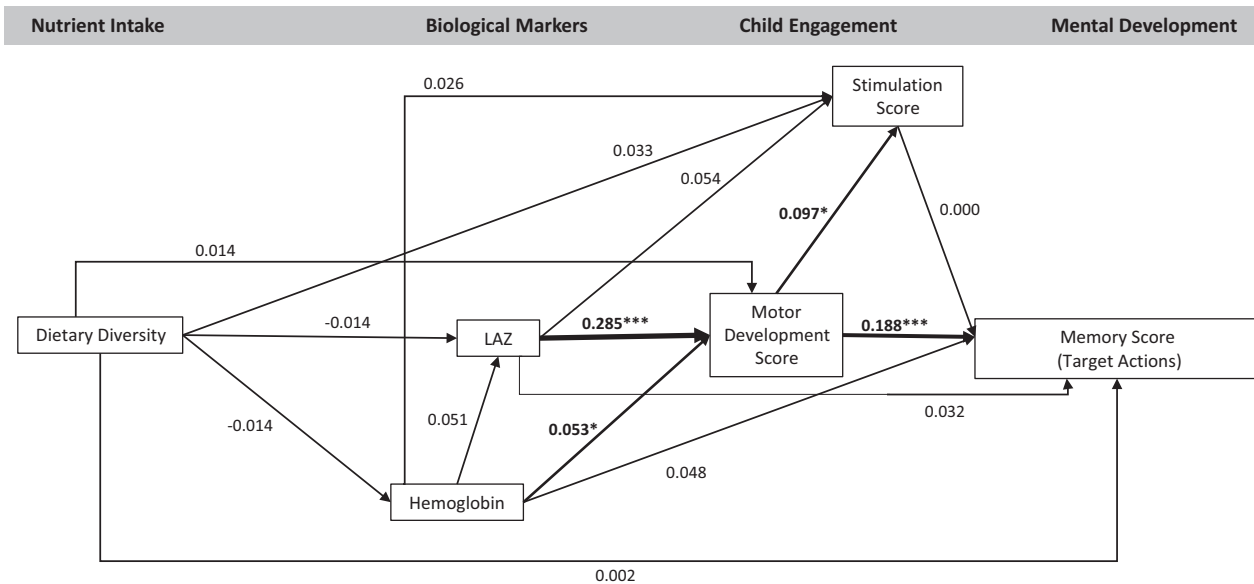 Nutrient Intake
Biological Markers
Child Engagement
Mental Development
0.026
Stimulation
Score
0.033
0.054
0.097*
0.000
0.014
Dietary Diversity
-0.014
LAZ
0.285***
Motor
Development
Score
0.188***
Memory Score
(Target Actions)
-0.014
0.051
0.053*
0.032
0.048
Hemoglobin
0.002